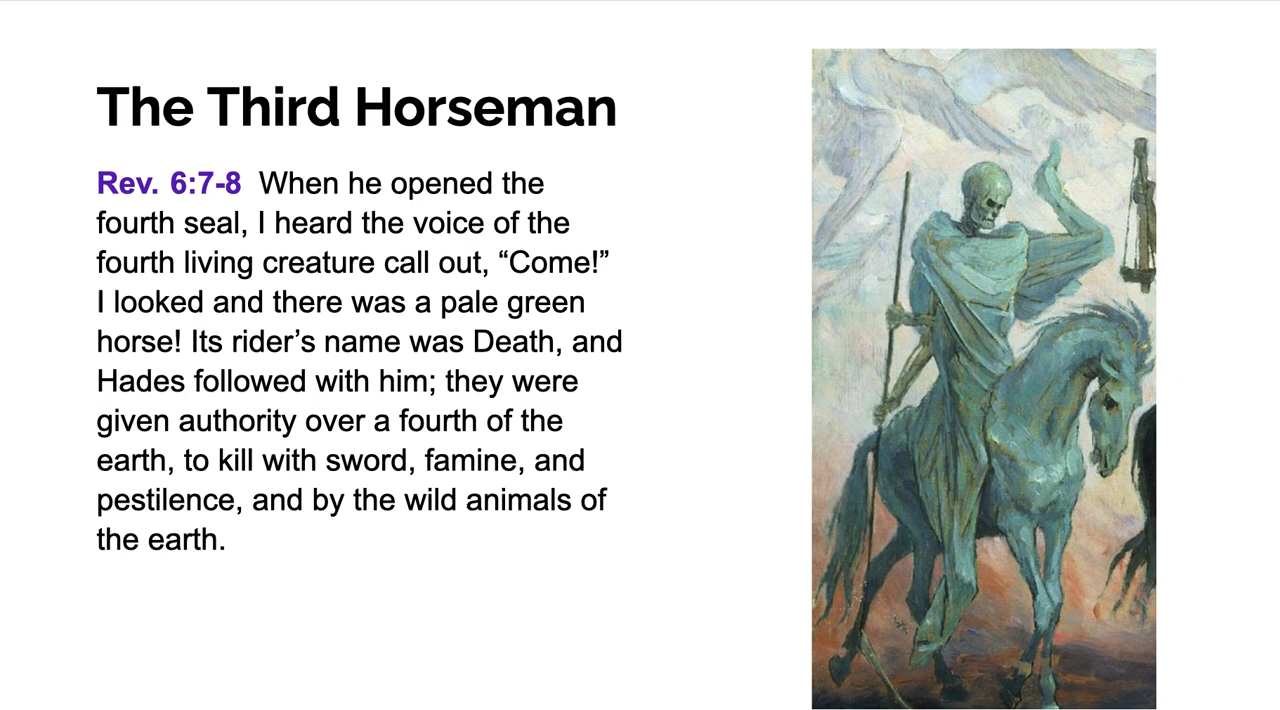 The Third Horseman
Rev. 6:7-8  When he opened the
fourth seal, I heard the voice of the
fourth living creature call out, “Come!”
I looked and there was a pale green
horse! Its rider’s name was Death, and
Hades followed with him; they were
given authority over a fourth of the
earth, to kill with sword, famine, and
pestilence, and by the wild animals of
the earth.